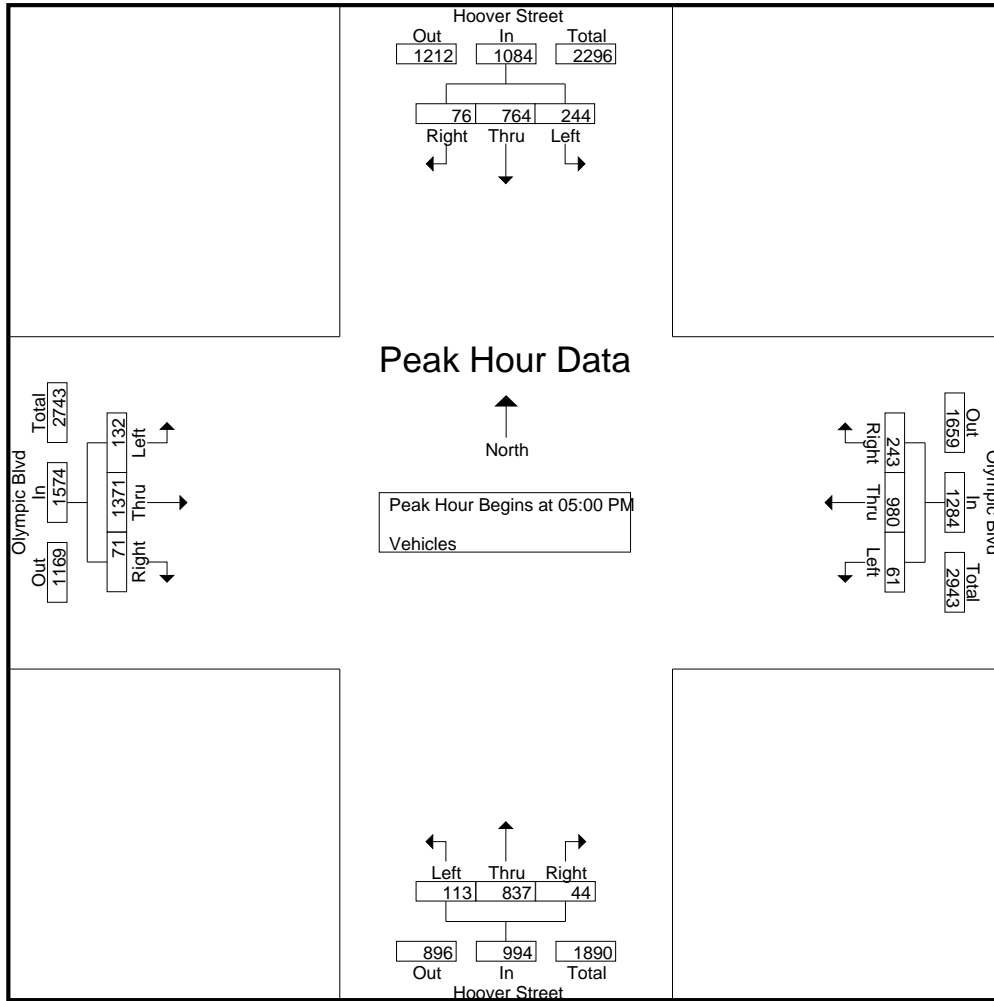 Hoover Street
Out In Total
1212 1084 2296
76 764 244
Right Thru Left
Peak Hour Data
North
Peak Hour Begins at 05:00 PM
Vehicles
Olympic Blvd
Out In Total
1169 1574 2743
71 1371 132
Right Thru Left
Olympic Blvd
Out In Total
1659 1284 2943
243 980 61
Right Thru Left
Left Thru Right
113 837 44
896 994 1890
Out In Total
Hoover Street